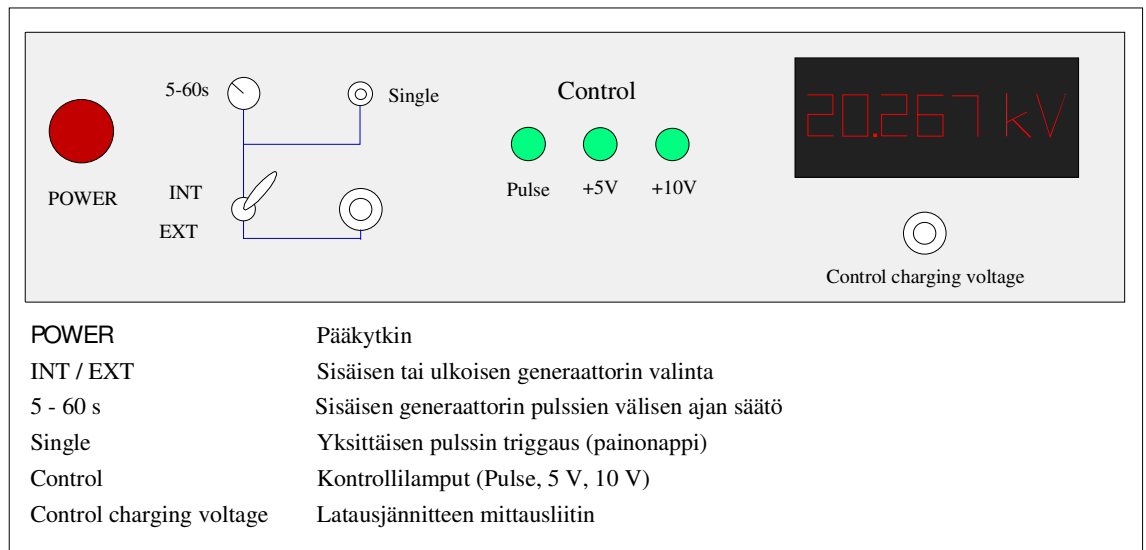 5-60s
Single
Control
20.267 kV
POWER
INT
EXT
Pulse
+5V
+10V
Control charging voltage
POWER Pääkytkin
INT / EXT Sisäisen tai ulkoisen generaattorin valinta
5 - 60 s Sisäisen generaattorin pulssien välisen ajan säätö
Single Yksittäisen pulssin triggaus (painonappi)
Control Kontrollilamput (Pulse, 5 V, 10 V)
Control charging voltage Latausjännitteen mittausliitin